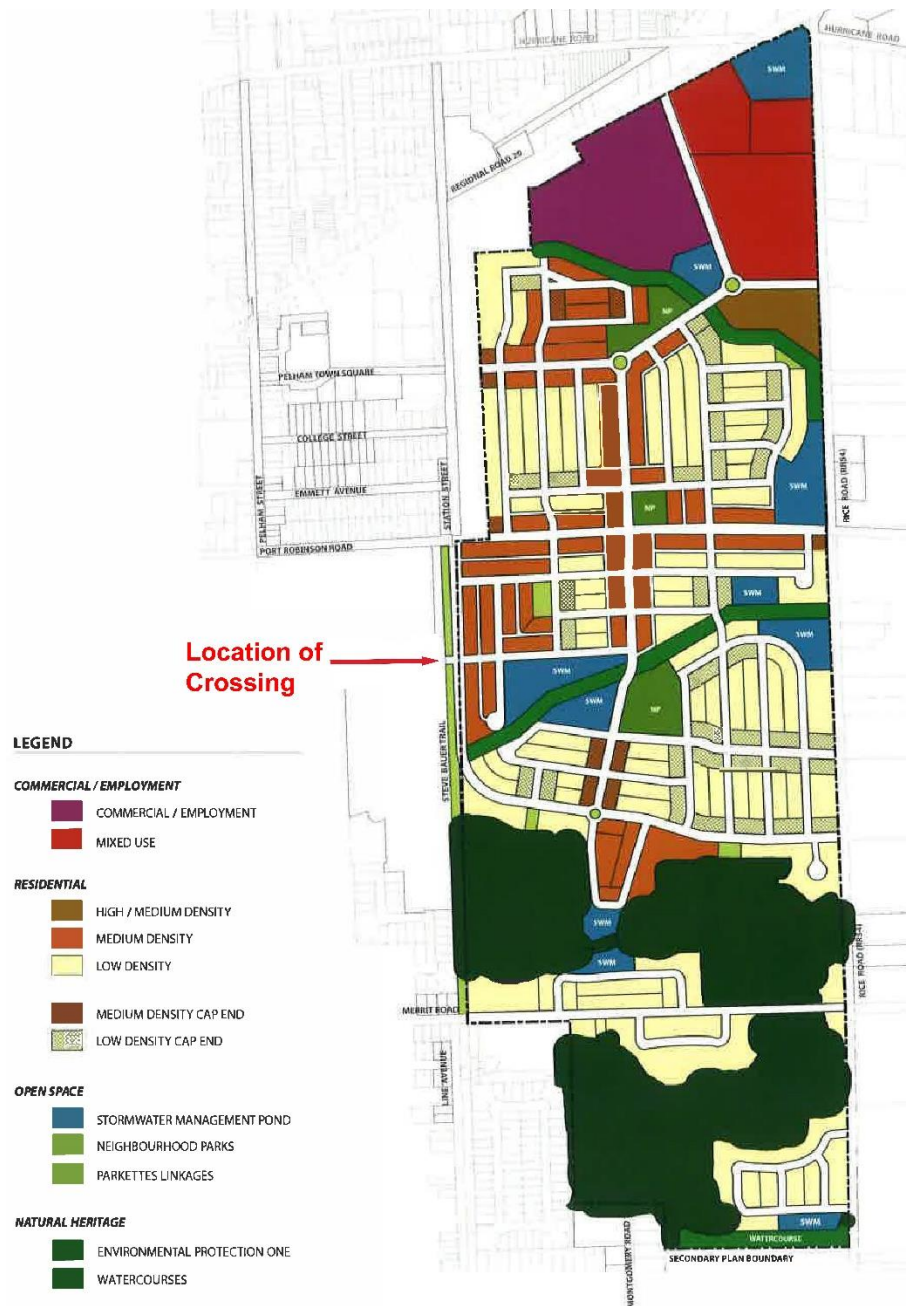 HURRICANE ROAD
HURRICANE ROAD
SWM
REGIONAL ROAD 20
SWM
NP
PELHAM TOWN SQUARE
COLLEGE STREET
EMMETT AVENUE
PELHAM STREET
STATION STREET
PORT ROBINSON ROAD
SWM
RICE ROAD (RR54)
NP
SWM
SWM
Location of
Crossing
SWM
SWM
NP
STEVE BAUER TRAIL
LEGEND
COMMERCIAL / EMPLOYMENT
COMMERCIAL / EMPLOYMENT
MIXED USE
RESIDENTIAL
HIGH / MEDIUM DENSITY
MEDIUM DENSITY
LOW DENSITY
MEDIUM DENSITY CAP END
LOW DENSITY CAP END
OPEN SPACE
STORMWATER MANAGEMENT POND
NEIGHBOURHOOD PARKS
PARKETTES LINKAGES
NATURAL HERITAGE
ENVIRONMENTAL PROTECTION ONE
WATERCOURSES
SWM
SWM
RICE ROAD (RR54)
MERRIT ROAD
LINE AVENUE
SWM
WATERCOURSE
SECONDARY PLAN BOUNDARY
MONTGOMERY ROAD